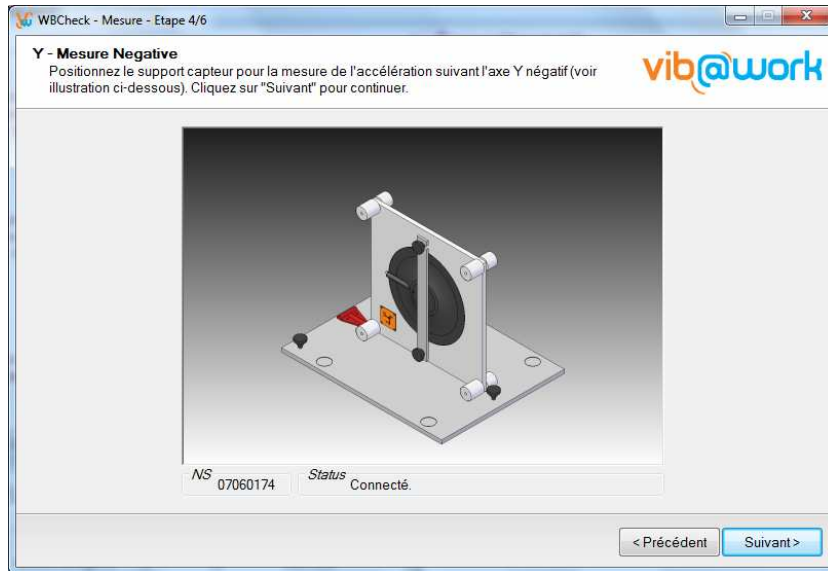 WBCheck - Mesure - Etape 4/6
Y - Mesure Negative
Positionnez le support capteur pour la mesure de l'accélération suivant l'axe Y négatif (voir
illustration ci-dessous). Cliquez sur "Suivant" pour continuer.
vib@work
NS
07060174
Status
Connecté.
< Précédent
Suivant >